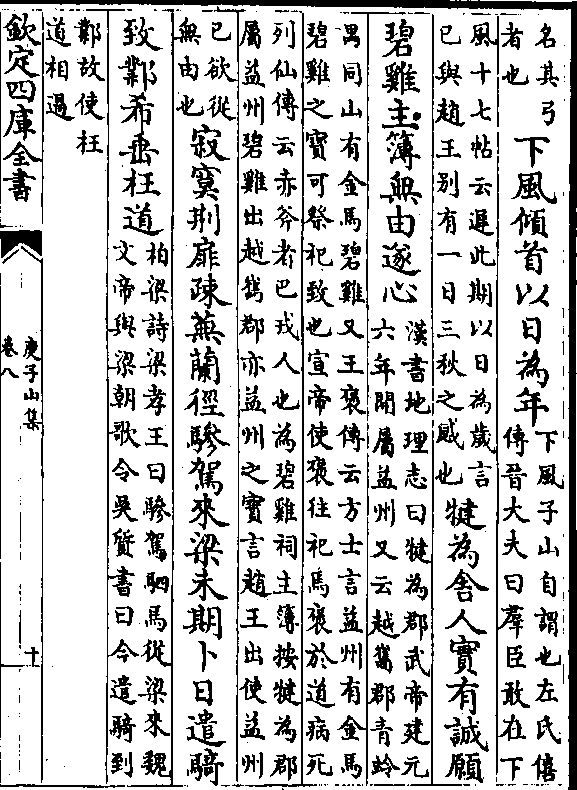 名其弓
者也
下風傾首以日為年
下風子山自謂也左氏僖
傳晉大夫曰羣臣敢在下
風十七帖云遲此期以日為歲言
已與趙王别有一日三秋之感也
犍為舍人實有誠願
碧雞主簿無由遂心
漢書地理志曰犍為郡武帝建元
六年開屬益州又云越嶲郡青蛉
禺同山有金馬碧雞又王褒傳云方士言益州有金馬
碧雞之寳可祭祀致也宣帝使褒往祀焉褒於道病死
列仙傳云赤斧者巴戎人也為碧雞祠主簿按犍為郡
屬益州碧雞出越嶲郡亦益州之寳言趙王出使益州
已欲從
無由也
寂寞荆扉疎蕪蘭徑驂駕來梁未期卜日遣騎
致鄴希垂枉道
柏梁詩梁孝王曰驂駕駟馬從梁來魏
文帝與梁朝歌令吳質書曰今遣騎到
鄴故使枉
道相過
欽定四庫全書
庾子山集
卷八
十